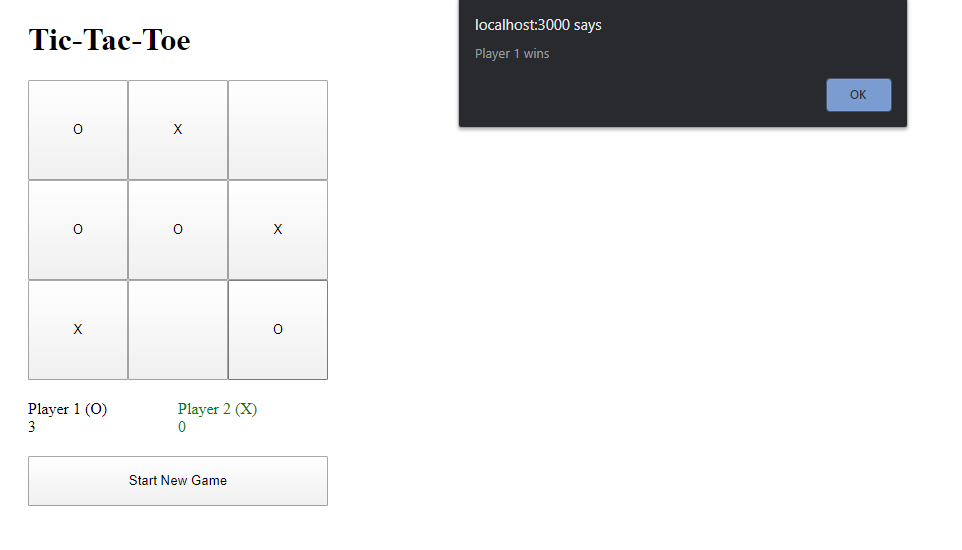 Tic-Tac-Toe
localhost:3000 says
Player 1 wins
OK
O X
O O X
X O
Player 1 (O) Player 2 (X)
3 0
Start New Game